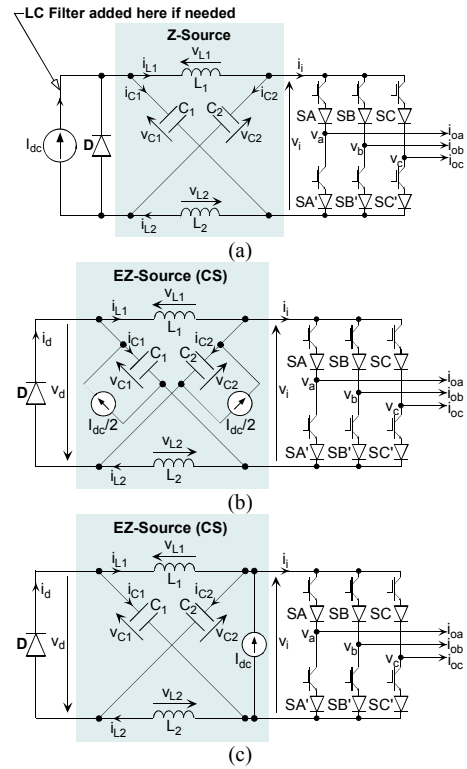 LC Filter added here if needed
Z-Source
v_L1
i_L1
L_1
i_i
i_C1
C_1
C_2
i_C2
v_C1
v_C2
I_dc
D
v_i
SA SB SC
v_a
v_b
v_c
i_oa
i_ob
i_oc
SA' SB' SC'
v_L2
i_L2
L_2
(a)
EZ-Source (CS)
v_L1
i_L1
L_1
i_i
i_d
i_C1
C_1
C_2
i_C2
v_C1
v_C2
D
v_d
I_dc/2
I_dc/2
v_i
SA SB SC
v_a
v_b
v_c
i_oa
i_ob
i_oc
SA' SB' SC'
v_L2
i_L2
L_2
(b)
EZ-Source (CS)
v_L1
i_L1
L_1
i_i
i_d
i_C1
C_1
C_2
i_C2
v_C1
v_C2
D
v_d
I_dc
v_i
SA SB SC
v_a
v_b
v_c
i_oa
i_ob
i_oc
SA' SB' SC'
v_L2
i_L2
L_2
(c)